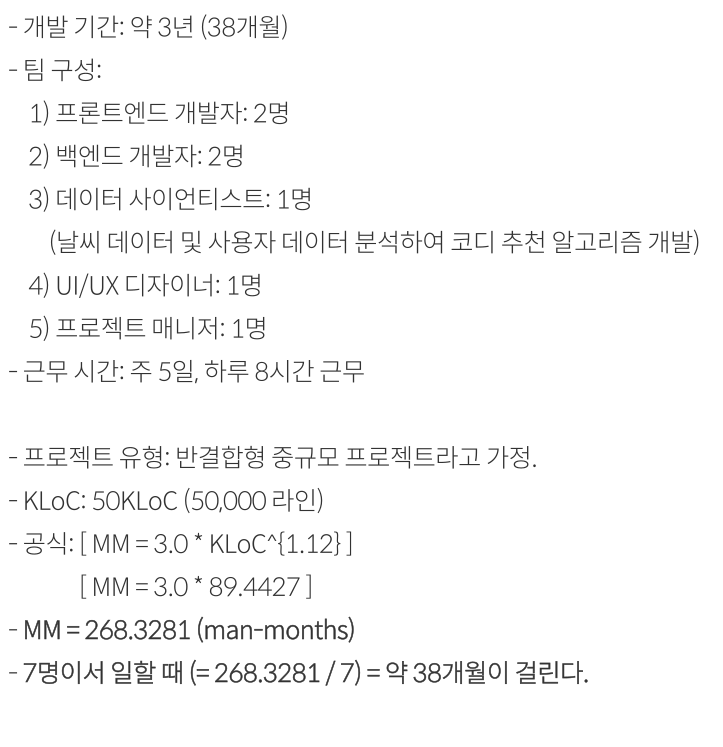 - 개발 기간: 약 3년 (38개월)
- 팀 구성:
1) 프론트엔드 개발자: 2명
2) 백엔드 개발자: 2명
3) 데이터 사이언티스트: 1명
(날씨 데이터 및 사용자 데이터 분석하여 코디 추천 알고리즘 개발)
4) UI/UX 디자이너: 1명
5) 프로젝트 매니저: 1명
- 근무 시간: 주 5일, 하루 8시간 근무
- 프로젝트 유형: 반결합형 중규모 프로젝트라고 가정.
- KLoC: 50KLoC (50,000 라인)
- 공식: [ MM = 3.0 * KLoC^{1.12} ]
[ MM = 3.0 * 89.4427 ]
- MM = 268.3281 (man-months)
- 7명이서 일할 때 (= 268.3281 / 7) = 약 38개월이 걸린다.